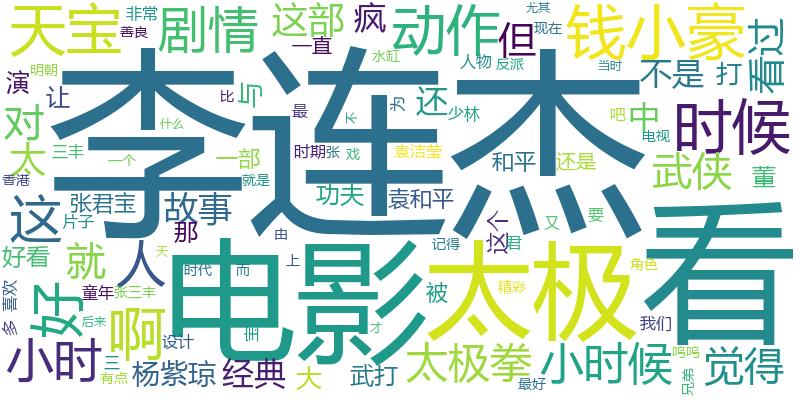 天宝
剧情
非常
善良
这部
疯
一直
动作
但
水缸
尤其
现在
钱小豪
看过
演
明朝
让
比
与
最
不
为
还
少林
人物
反派
不是
打
当时
李连杰
对
太
三丰
什么
一个
一部
时期
张
戏
袁洁莹
和平
还是
吧
中
电视
时候
武侠
董
香港
就是
功夫
袁和平
这
张君宝
片子
故事
那
由
上
记得
君
这个
又
要
看
好看
就
人
电影
太极
角色
天
时代
而
被
精彩
喜欢
多
好
童年
张三丰
后来
啊
设计
且
才
我们
小时
三
有点
杨紫琼
经典
大
武打
太极拳
最好
小时候
呜呜
兄弟
觉得